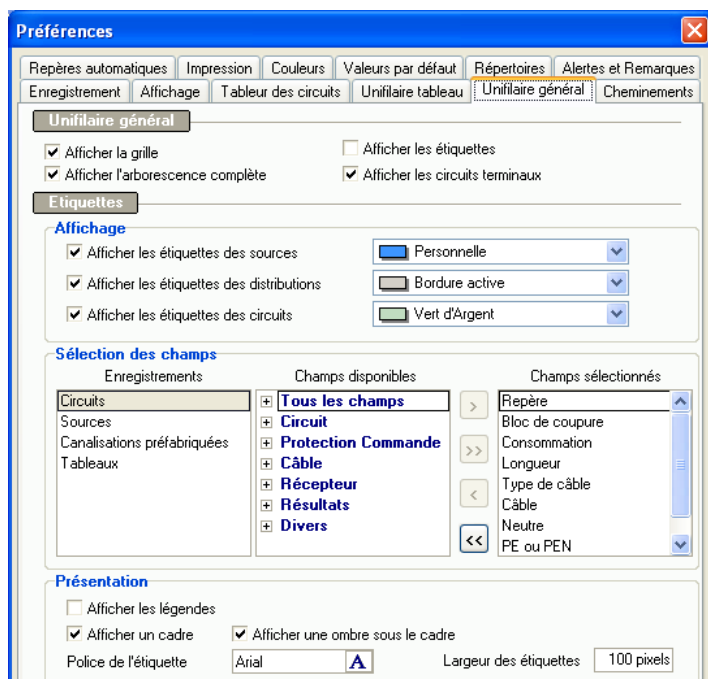 Préférences
Repères automatiques Impression Couleurs Valeurs par défaut Répertoires Alertes et Remarques
Enregistrement Affichage Tableur des circuits Unifilaire tableau Unifilaire général Cheminements
Unifilaire général
Afficher la grille Afficher les étiquettes
Afficher l'arborescence complète Afficher les circuits terminaux
Etiquettes
Affichage
Afficher les étiquettes des sources Personnelle
Afficher les étiquettes des distributions Bordure active
Afficher les étiquettes des circuits Vert d'Argent
Sélection des champs
Enregistrements Champs disponibles Champs sélectionnés
Circuits Tous les champs > Repère
Sources Circuit Bloc de coupure
Canalisations préfabriquées Protection Commande >> Consommation
Tableaux Câble Longueur
Récepteur < Type de câble
Résultats Câble
Divers << Neutre
PE ou PEN
Présentation
Afficher les légendes
Afficher un cadre Afficher une ombre sous le cadre
Police de l'étiquette Arial A Largeur des étiquettes 100 pixels